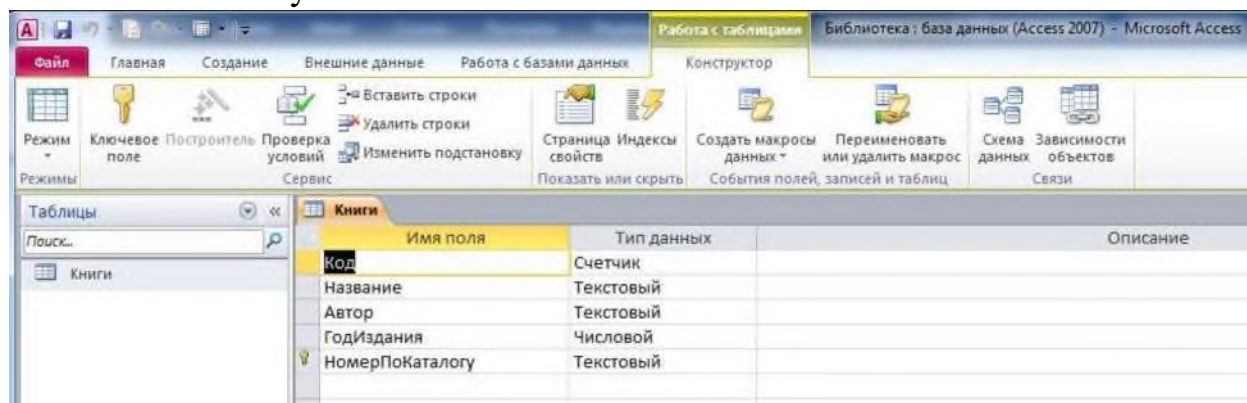 у
Работа с таблицами
Библиотека : база данных (Access 2007) - Microsoft Access
Файл Главная Создание Внешние данные Работа с базами данных Конструктор
Режим
Ключевое поле
Построитель
Проверка условий
Вставить строки
Удалить строки
Изменить подстановку
Страница свойств
Индексы
Создать макросы данных
Переименовать или удалить макрос
Схема данных
Зависимости объектов
Режимы Сервис Показать или скрыть События полей, записей и таблиц Связи
Таблицы «
Книги
Поиск...
Имя поля Тип данных Описание
Книги
Код Счетчик
Название Текстовый
Автор Текстовый
ГодИздания Числовой
НомерПоКаталогу Текстовый